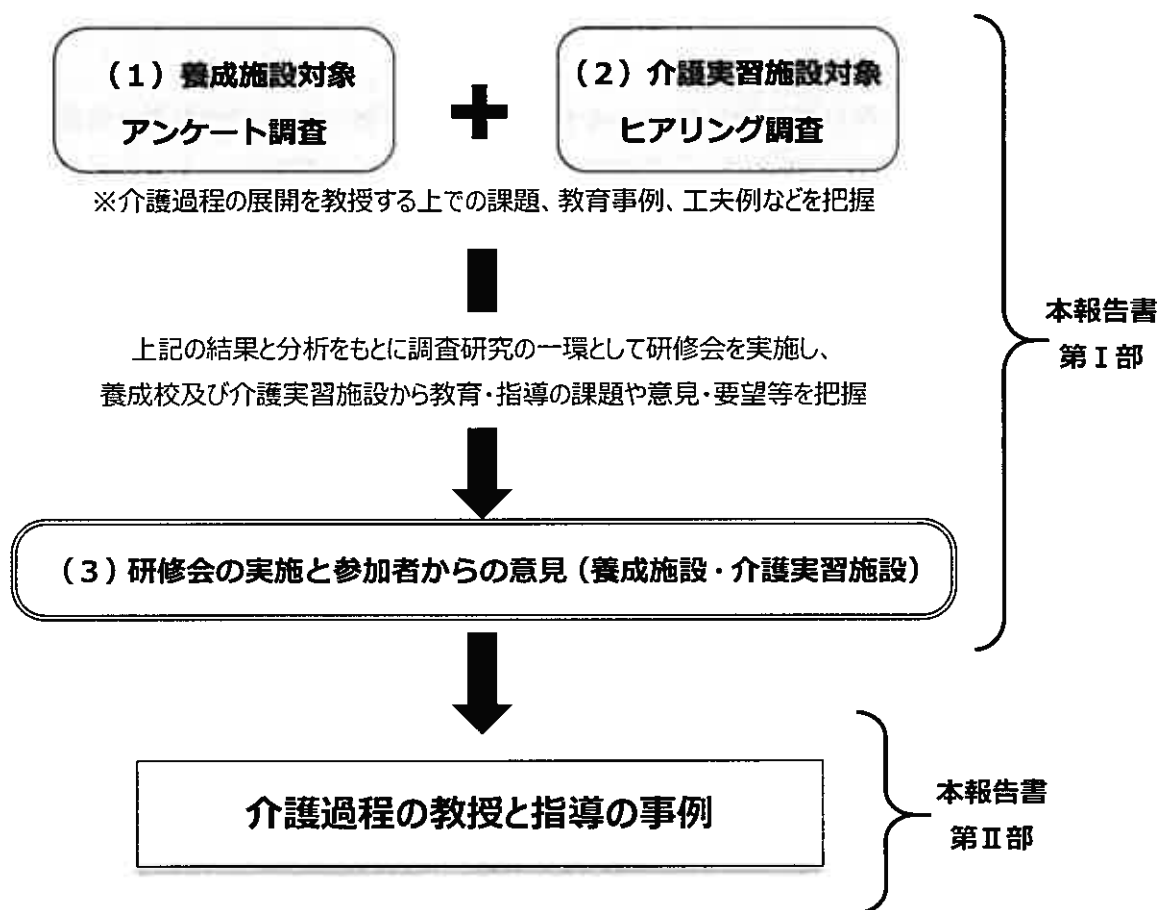 （1）養成施設対象
アンケート調査
＋
（2）介護実習施設対象
ヒアリング調査
※介護過程の展開を教授する上での課題、教育事例、工夫例などを把握
上記の結果と分析をもとに調査研究の一環として研修会を実施し、
養成校及び介護実習施設から教育・指導の課題や意見・要望等を把握
（3）研修会の実施と参加者からの意見（養成施設・介護実習施設）
本報告書
第Ⅰ部
介護過程の教授と指導の事例
本報告書
第Ⅱ部